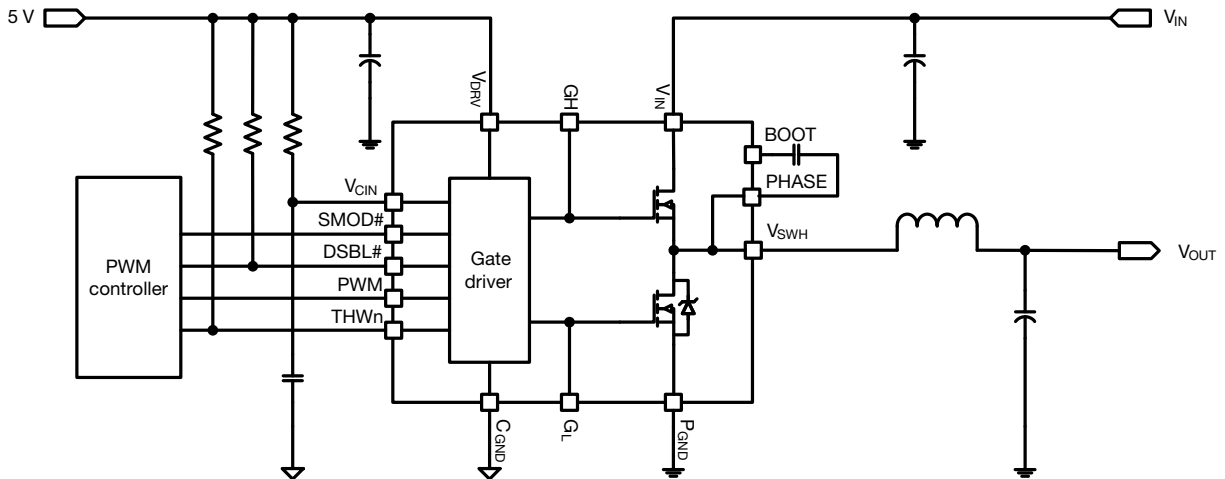 5 V
V_IN
V_DRV
GH
V_IN
BOOT
PHASE
V_CIN
SMOD#
DSBL#
PWM
THWn
PWM
controller
Gate
driver
V_SWH
V_OUT
C_GND
G_L
P_GND